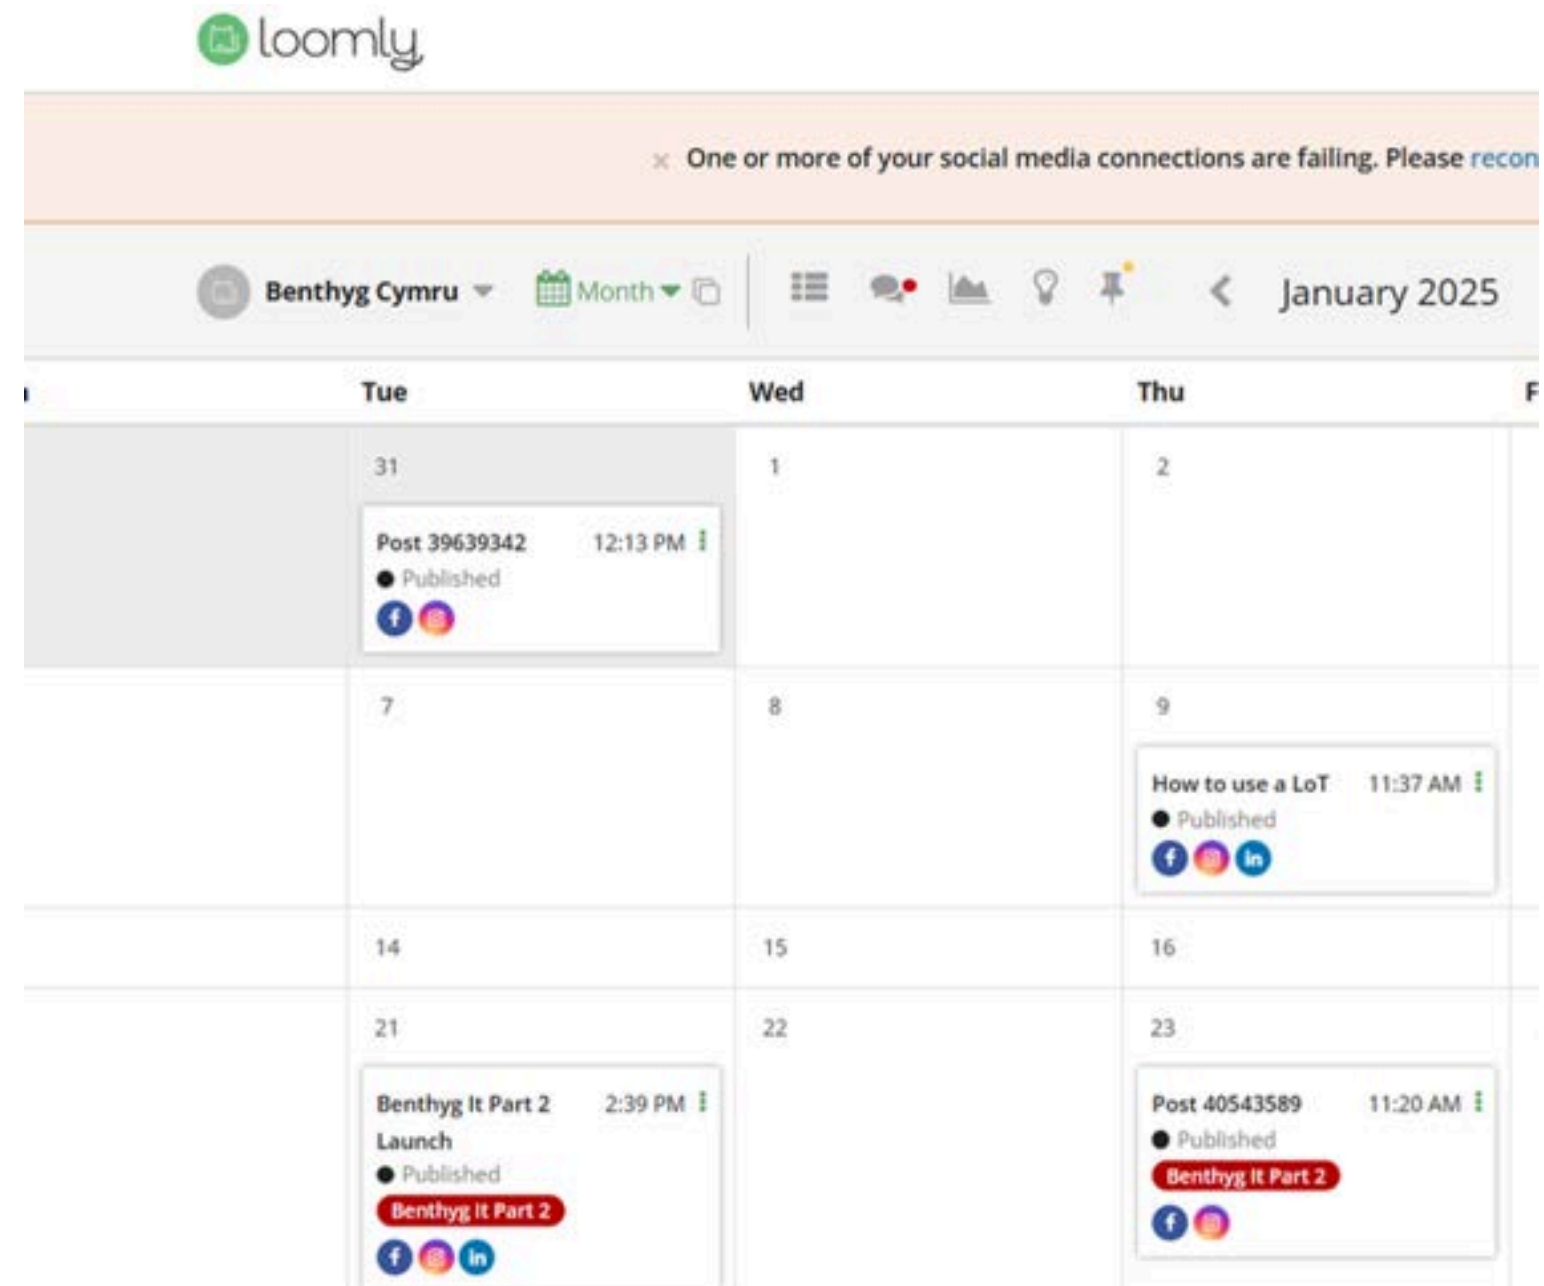 loomly
× One or more of your social media connections are failing. Please recon
Benthyg Cymru Month January 2025
Tue Wed Thu F
31 1 2
Post 39639342 12:13 PM
Published
7 8 9
How to use a LoT 11:37 AM
Published
14 15 16
21 22 23
Benthyg It Part 2 2:39 PM
Launch
Published
Benthyg It Part 2
Post 40543589 11:20 AM
Published
Benthyg It Part 2